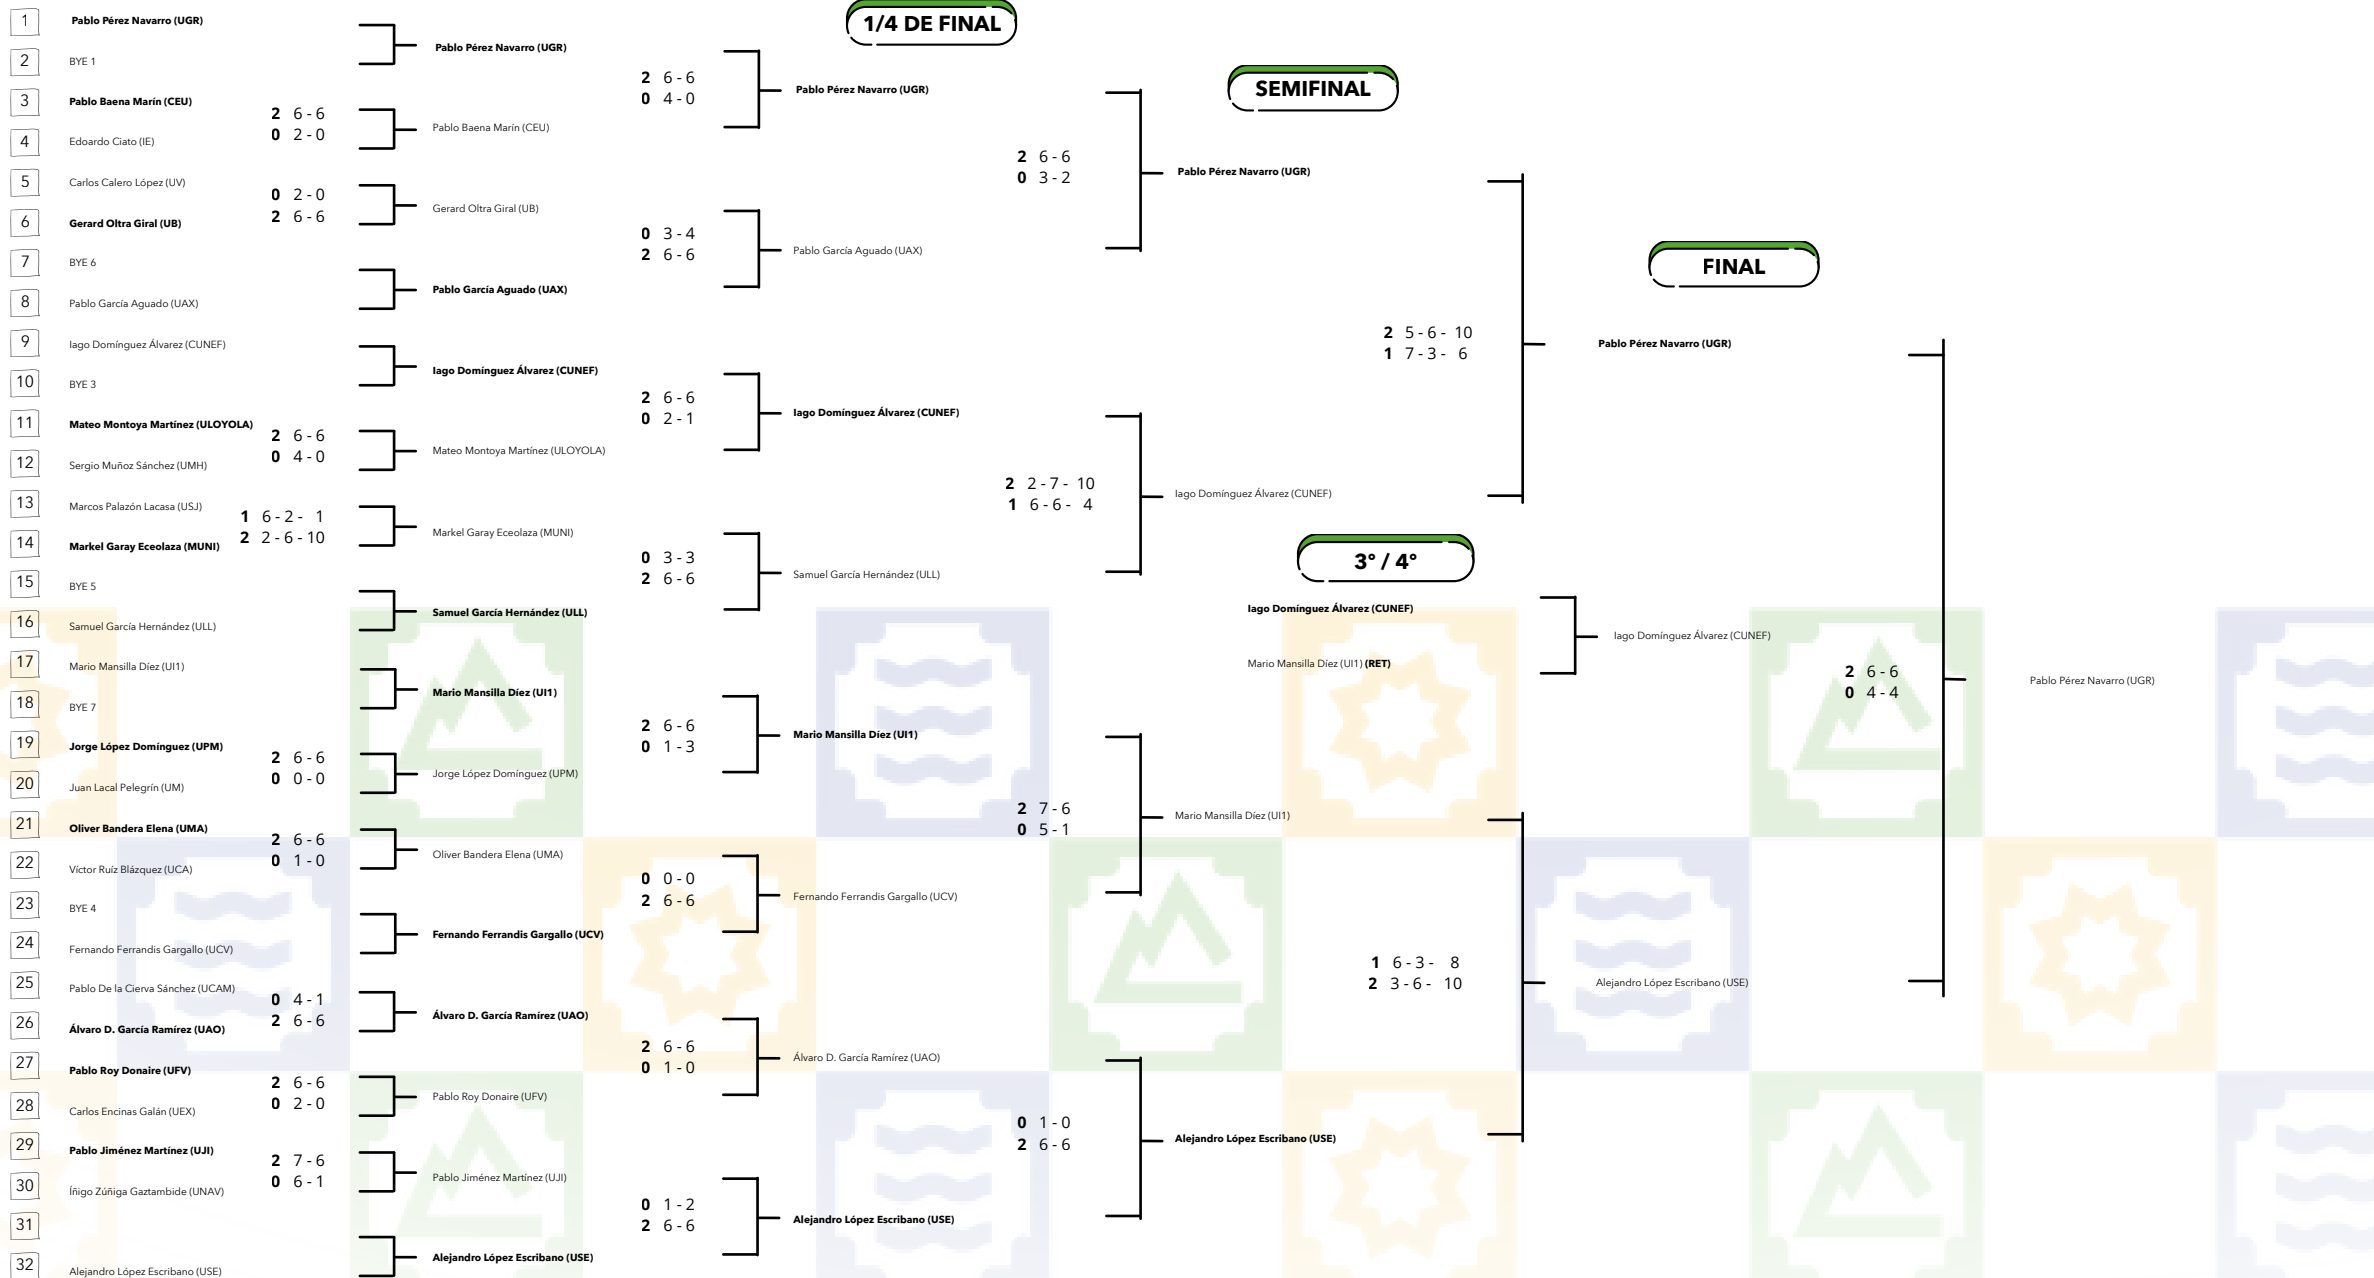 1
Pablo Pérez Navarro (UGR)
2
BYE 1
3
Pablo Baena Marín (CEU)
2 6 - 6
4
Edoardo Ciato (IE)
0 2 - 0
5
Carlos Calero López (UV)
0 2 - 0
6
Gerard Oltra Giral (UB)
2 6 - 6
7
BYE 6
8
Pablo García Aguado (UAX)
9
Iago Domínguez Álvarez (CUNEF)
10
BYE 3
11
Mateo Montoya Martínez (ULOYOLA)
2 6 - 6
12
Sergio Muñoz Sánchez (UMH)
0 4 - 0
13
Marcos Palazón Lacasa (USJ)
1 6 - 2 - 1
14
Markel Garay Eceolaza (MUNI)
2 2 - 6 - 10
15
BYE 5
16
Samuel García Hernández (ULL)
17
Mario Mansilla Díez (UI1)
18
BYE 7
19
Jorge López Domínguez (UPM)
2 6 - 6
20
Juan Lacal Pelegrín (UM)
0 0 - 0
21
Oliver Bandera Elena (UMA)
2 6 - 6
22
Víctor Ruíz Blázquez (UCA)
0 1 - 0
23
BYE 4
24
Fernando Ferrandis Gargallo (UCV)
25
Pablo De la Cierva Sánchez (UCAM)
0 4 - 1
26
Álvaro D. García Ramírez (UAO)
2 6 - 6
27
Pablo Roy Donaire (UFV)
2 6 - 6
28
Carlos Encinas Galán (UEX)
0 2 - 0
29
Pablo Jiménez Martínez (UJI)
2 7 - 6
30
Íñigo Zúñiga Gaztambide (UNAV)
0 6 - 1
31
32
Alejandro López Escribano (USE)
Pablo Pérez Navarro (UGR)
2 6 - 6
0 4 - 0
Pablo Baena Marín (CEU)
Gerard Oltra Giral (UB)
0 3 - 4
2 6 - 6
Pablo García Aguado (UAX)
Iago Domínguez Álvarez (CUNEF)
2 6 - 6
0 2 - 1
Mateo Montoya Martínez (ULOYOLA)
Markel Garay Eceolaza (MUNI)
0 3 - 3
2 6 - 6
Samuel García Hernández (ULL)
Mario Mansilla Díez (UI1)
2 6 - 6
0 1 - 3
Jorge López Domínguez (UPM)
Oliver Bandera Elena (UMA)
0 0 - 0
2 6 - 6
Fernando Ferrandis Gargallo (UCV)
Álvaro D. García Ramírez (UAO)
2 6 - 6
0 1 - 0
Pablo Roy Donaire (UFV)
Pablo Jiménez Martínez (UJI)
0 1 - 2
2 6 - 6
Alejandro López Escribano (USE)
1/4 DE FINAL
Pablo Pérez Navarro (UGR)
2 6 - 6
0 3 - 2
Pablo García Aguado (UAX)
Iago Domínguez Álvarez (CUNEF)
2 2 - 7 - 10
1 6 - 6 - 4
Samuel García Hernández (ULL)
Mario Mansilla Díez (UI1)
2 7 - 6
0 5 - 1
Fernando Ferrandis Gargallo (UCV)
Álvaro D. García Ramírez (UAO)
0 1 - 0
2 6 - 6
Alejandro López Escribano (USE)
SEMIFINAL
Pablo Pérez Navarro (UGR)
2 5 - 6 - 10
1 7 - 3 - 6
Iago Domínguez Álvarez (CUNEF)
Mario Mansilla Díez (UI1)
1 6 - 3 - 8
2 3 - 6 - 10
Alejandro López Escribano (USE)
3º / 4º
Iago Domínguez Álvarez (CUNEF)
Mario Mansilla Díez (UI1) (RET)
Iago Domínguez Álvarez (CUNEF)
FINAL
Pablo Pérez Navarro (UGR)
2 6 - 6
0 4 - 4
Alejandro López Escribano (USE)
Pablo Pérez Navarro (UGR)